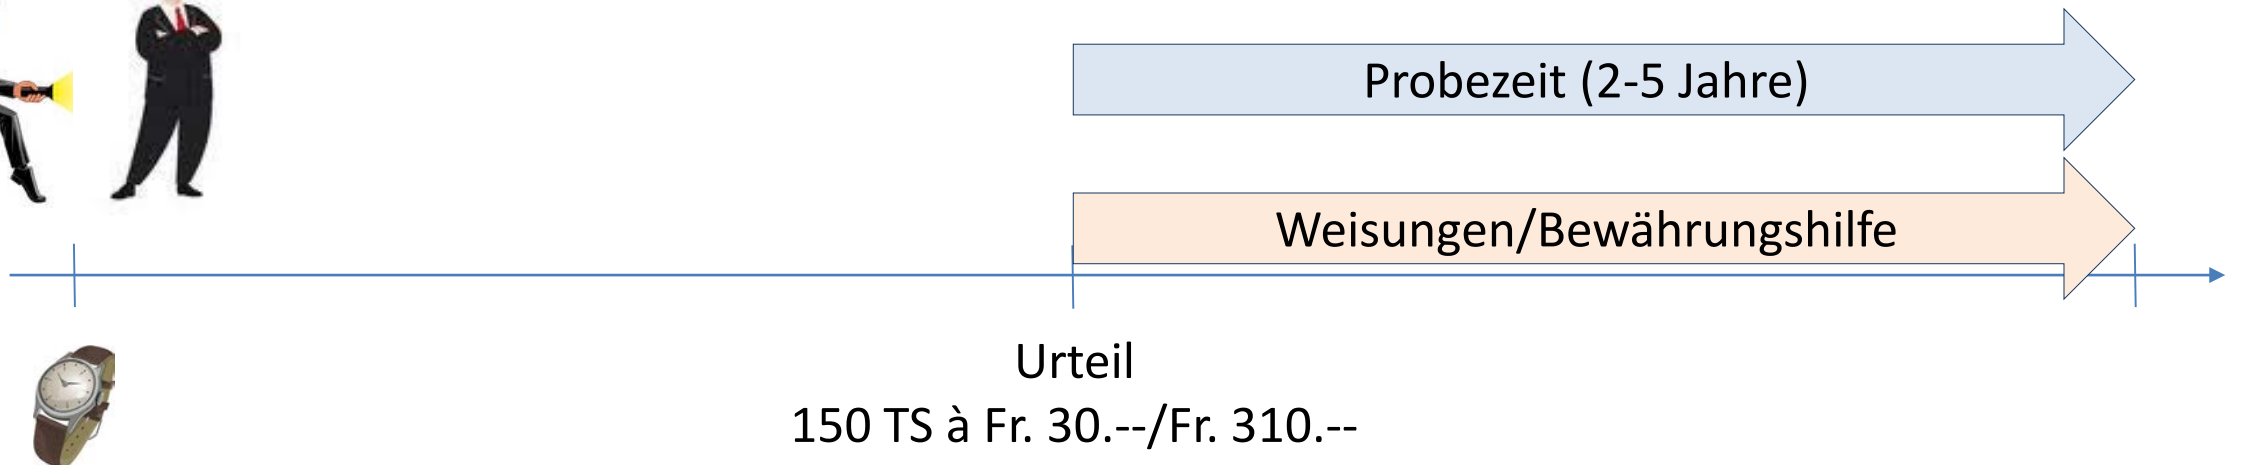 Probezeit (2-5 Jahre)
Weisungen/Bewährungshilfe
Urteil
150 TS à Fr. 30.--/Fr. 310.--